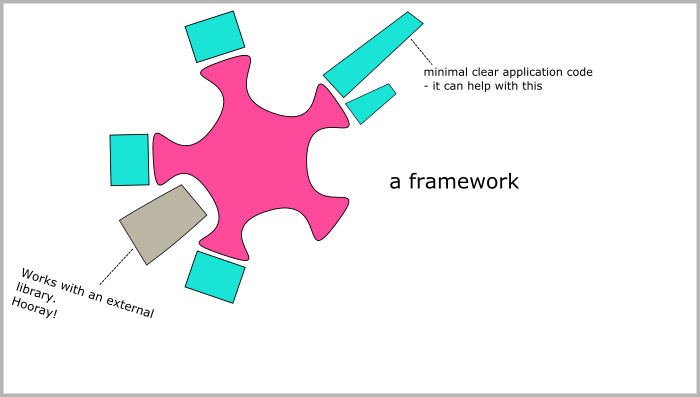 minimal clear application code
- it can help with this
a framework
Works with an external
library.
Hooray!